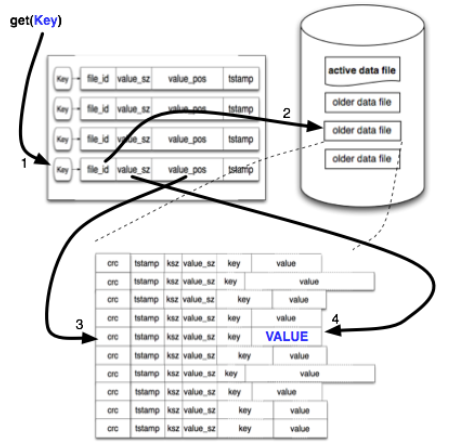 get(Key)
Key file_id value_sz value_pos tstamp
Key file_id value_sz value_pos tstamp
Key file_id value_sz value_pos tstamp
1 Key file_id value_sz value_pos tstamp
2
active data file
older data file
older data file
older data file
crc tstamp ksz value_sz key value
crc tstamp ksz value_sz key value
crc tstamp ksz value_sz key value
crc tstamp ksz value_sz key value
3 crc tstamp ksz value_sz key VALUE 4
crc tstamp ksz value_sz key value
crc tstamp ksz value_sz key value
crc tstamp ksz value_sz key value
crc tstamp ksz value_sz key value
crc tstamp ksz value_sz key value